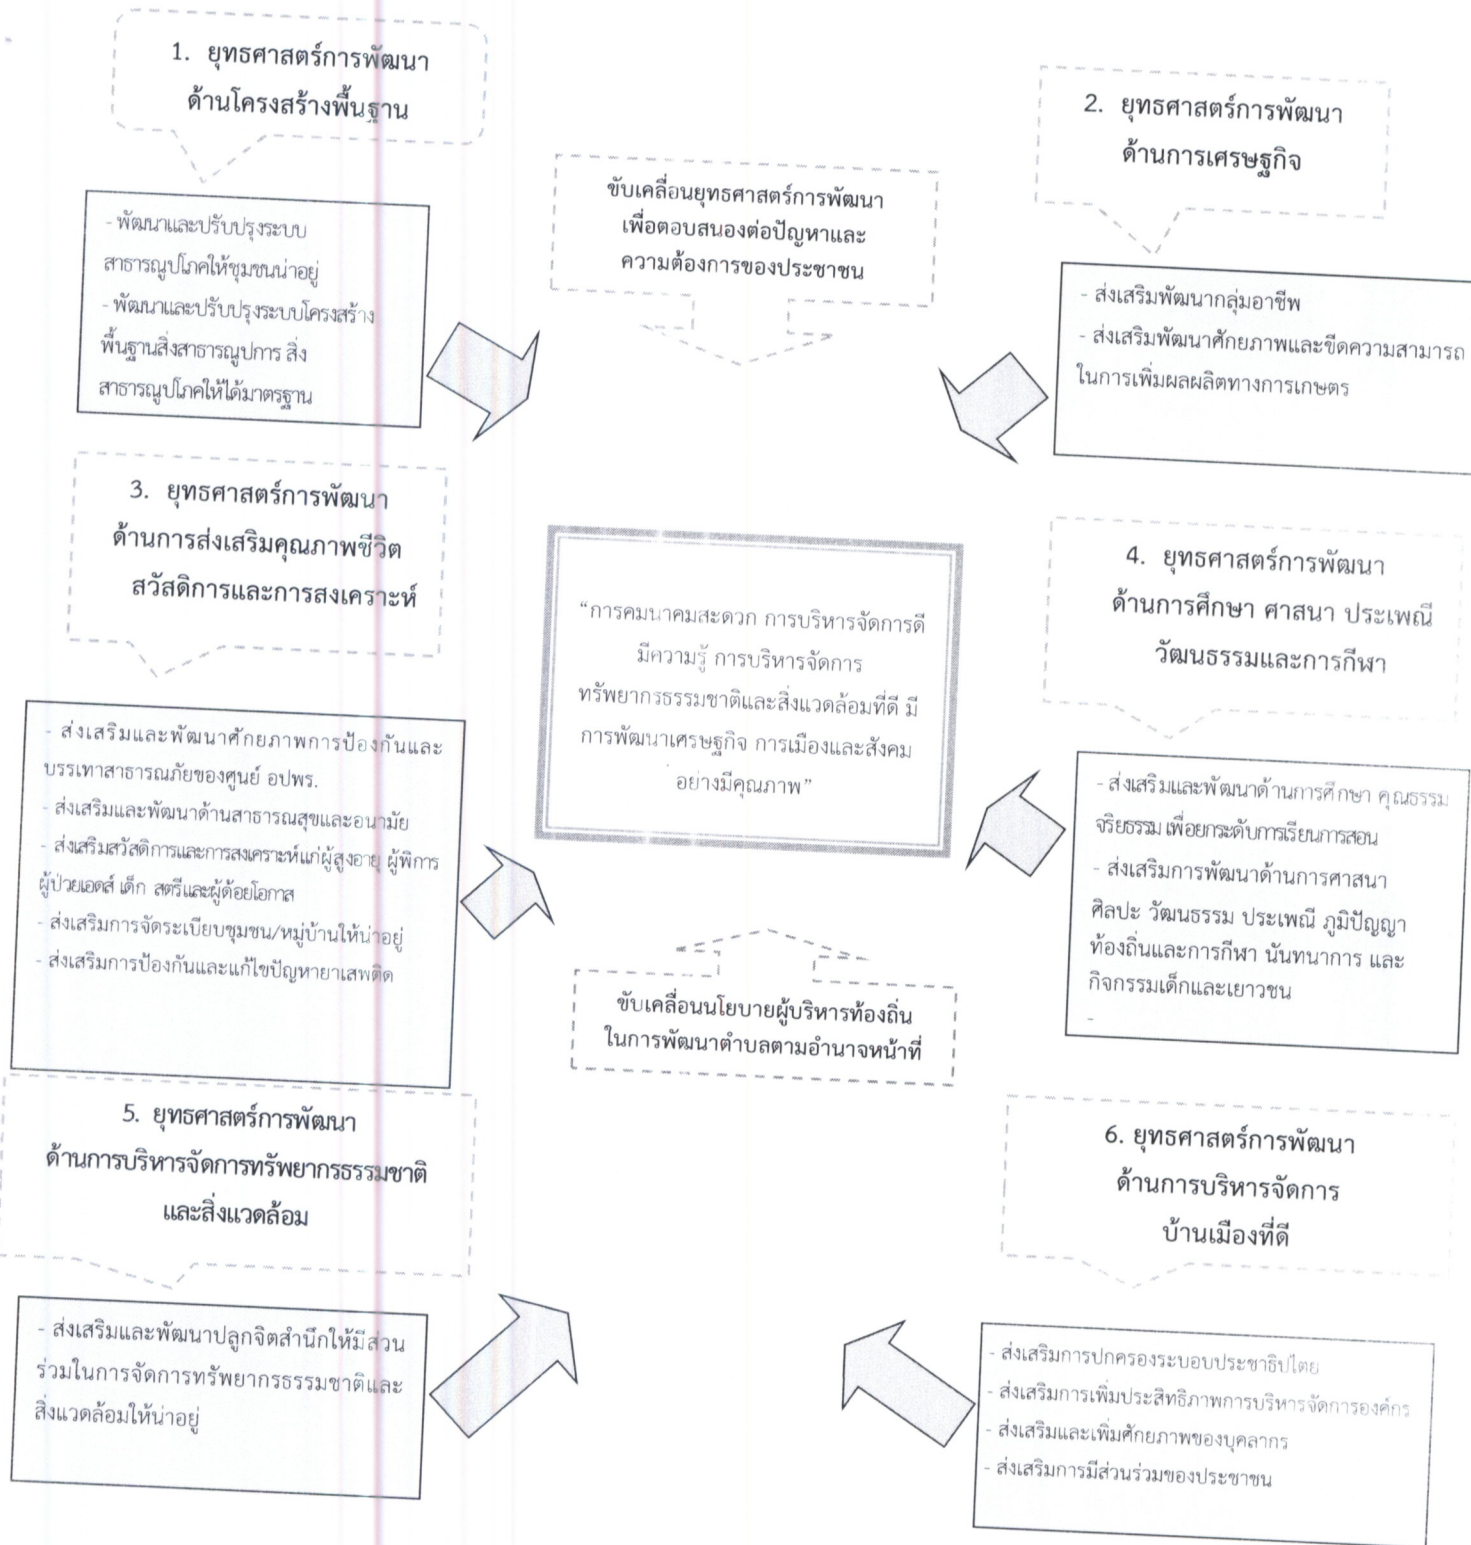 1. ยุทธศาสตร์การพัฒนา
ด้านโครงสร้างพื้นฐาน
- พัฒนาและปรับปรุงระบบ
สาธารณูปโภคให้ชุมชนน่าอยู่
- พัฒนาและปรับปรุงระบบโครงสร้าง
พื้นฐานสิ่งสาธารณูปการ สิ่ง
สาธารณูปโภคให้ได้มาตรฐาน
ขับเคลื่อนยุทธศาสตร์การพัฒนา
เพื่อตอบสนองต่อปัญหาและ
ความต้องการของประชาชน
2. ยุทธศาสตร์การพัฒนา
ด้านการเศรษฐกิจ
- ส่งเสริมพัฒนากลุ่มอาชีพ
- ส่งเสริมพัฒนาศักยภาพและขีดความสามารถ
ในการเพิ่มผลผลิตทางการเกษตร
3. ยุทธศาสตร์การพัฒนา
ด้านการส่งเสริมคุณภาพชีวิต
สวัสดิการและการสงเคราะห์
- ส่งเสริมและพัฒนาศักยภาพการป้องกันและ
บรรเทาสาธารณภัยของศูนย์ อปพร.
- ส่งเสริมและพัฒนาด้านสาธารณสุขและอนามัย
- ส่งเสริมสวัสดิการและการสงเคราะห์แก่ผู้สูงอายุ ผู้พิการ
ผู้ป่วยเอดส์ เด็ก สตรีและผู้ด้อยโอกาส
- ส่งเสริมการจัดระเบียบชุมชน/หมู่บ้านให้น่าอยู่
- ส่งเสริมการป้องกันและแก้ไขปัญหายาเสพติด
“การคมนาคมสะดวก การบริหารจัดการดี
มีความรู้ การบริหารจัดการ
ทรัพยากรธรรมชาติและสิ่งแวดล้อมที่ดี มี
การพัฒนาเศรษฐกิจ การเมืองและสังคม
อย่างมีคุณภาพ”
4. ยุทธศาสตร์การพัฒนา
ด้านการศึกษา ศาสนา ประเพณี
วัฒนธรรมและการกีฬา
- ส่งเสริมและพัฒนาด้านการศึกษา คุณธรรม
จริยธรรม เพื่อยกระดับการเรียนการสอน
- ส่งเสริมการพัฒนาด้านการศาสนา
ศิลปะ วัฒนธรรม ประเพณี ภูมิปัญญา
ท้องถิ่นและการกีฬา นันทนาการ และ
กิจกรรมเด็กและเยาวชน
-
ขับเคลื่อนนโยบายผู้บริหารท้องถิ่น
ในการพัฒนาตำบลตามอำนาจหน้าที่
5. ยุทธศาสตร์การพัฒนา
ด้านการบริหารจัดการทรัพยากรธรรมชาติ
และสิ่งแวดล้อม
- ส่งเสริมและพัฒนาปลูกจิตสำนึกให้มีส่วน
ร่วมในการจัดการทรัพยากรธรรมชาติและ
สิ่งแวดล้อมให้น่าอยู่
6. ยุทธศาสตร์การพัฒนา
ด้านการบริหารจัดการ
บ้านเมืองที่ดี
- ส่งเสริมการปกครองระบอบประชาธิปไตย
- ส่งเสริมการเพิ่มประสิทธิภาพการบริหารจัดการองค์กร
- ส่งเสริมและเพิ่มศักยภาพของบุคลากร
- ส่งเสริมการมีส่วนร่วมของประชาชน